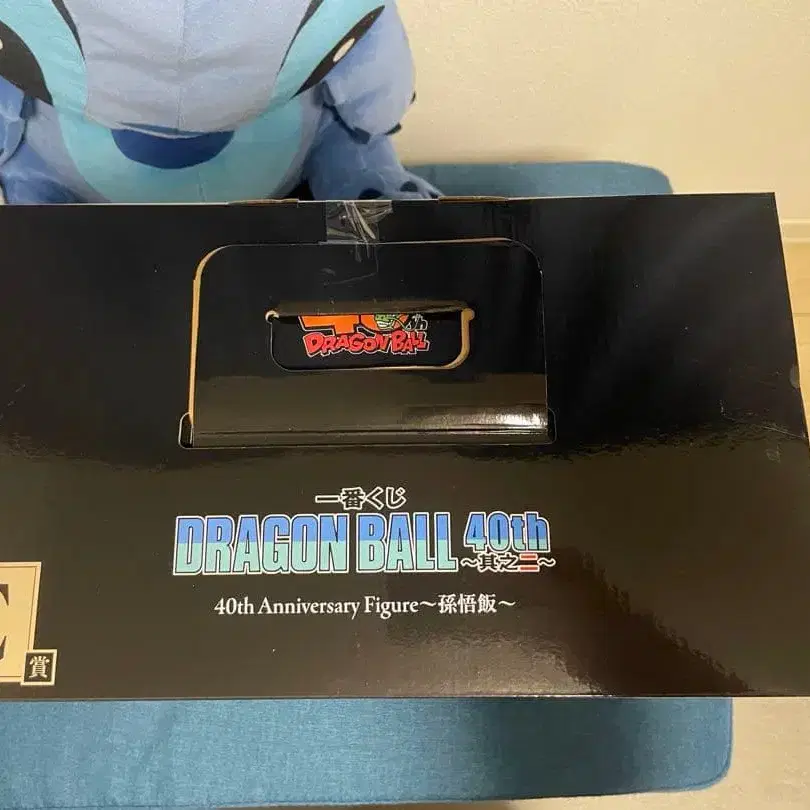 40th
DRAGON BALL
一番くじ
DRAGON BALL 40th
～其之二～
40th Anniversary Figure～孫悟飯～
賞